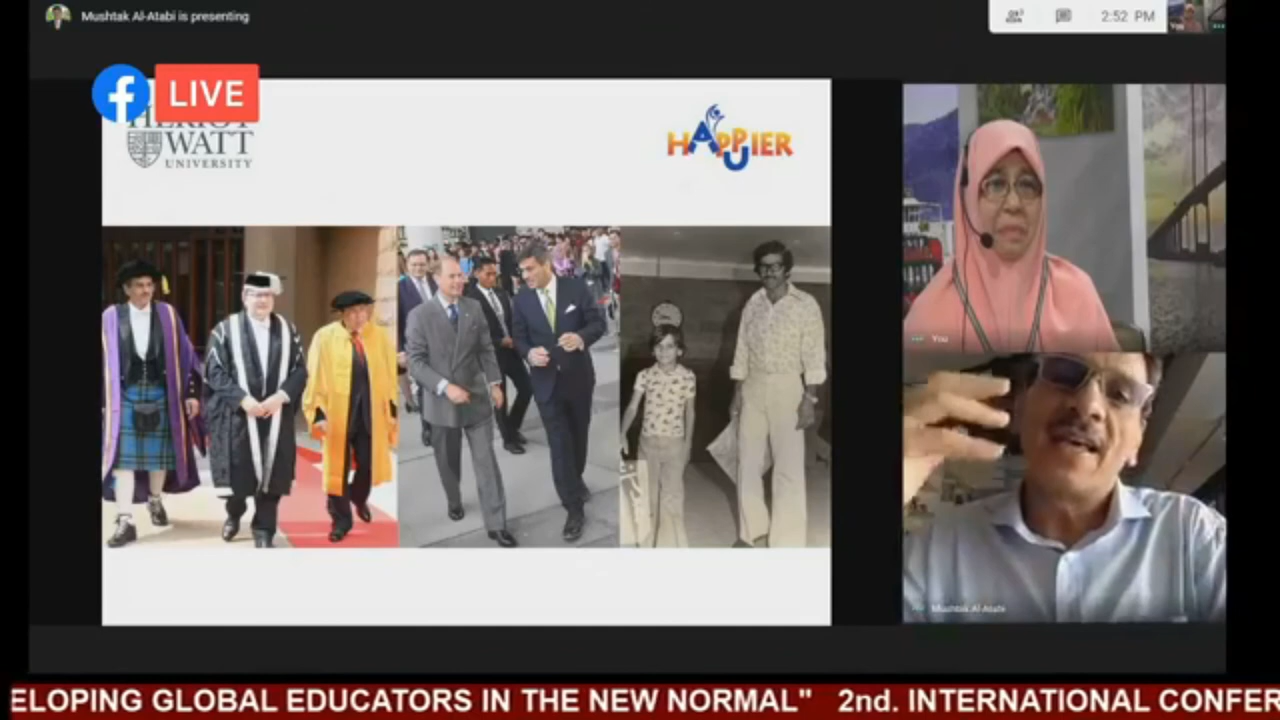 Mushtak Al-Atabi is presenting
2:52 PM
f LIVE
HERIOT
WATT
UNIVERSITY
HAPPIER
You
Mushtak Al-Atabi
ELOPING GLOBAL EDUCATORS IN THE NEW NORMAL" 2nd. INTERNATIONAL CONFER